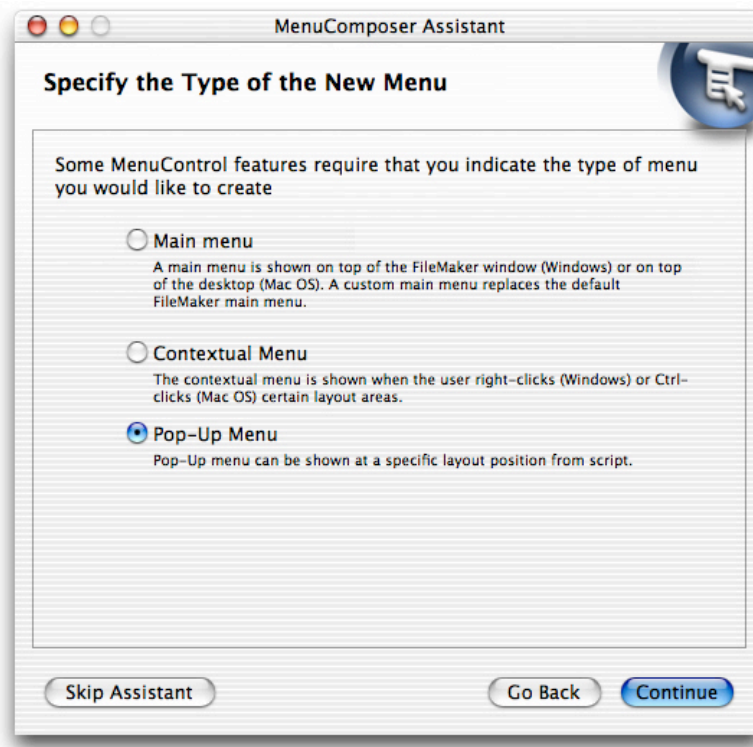 MenuComposer Assistant
Specify the Type of the New Menu
Some MenuControl features require that you indicate the type of menu
you would like to create
Main menu
A main menu is shown on top of the FileMaker window (Windows) or on top
of the desktop (Mac OS). A custom main menu replaces the default
FileMaker main menu.
Contextual Menu
The contextual menu is shown when the user right-clicks (Windows) or Ctrl-
clicks (Mac OS) certain layout areas.
Pop-Up Menu
Pop-Up menu can be shown at a specific layout position from script.
Skip Assistant
Go Back
Continue